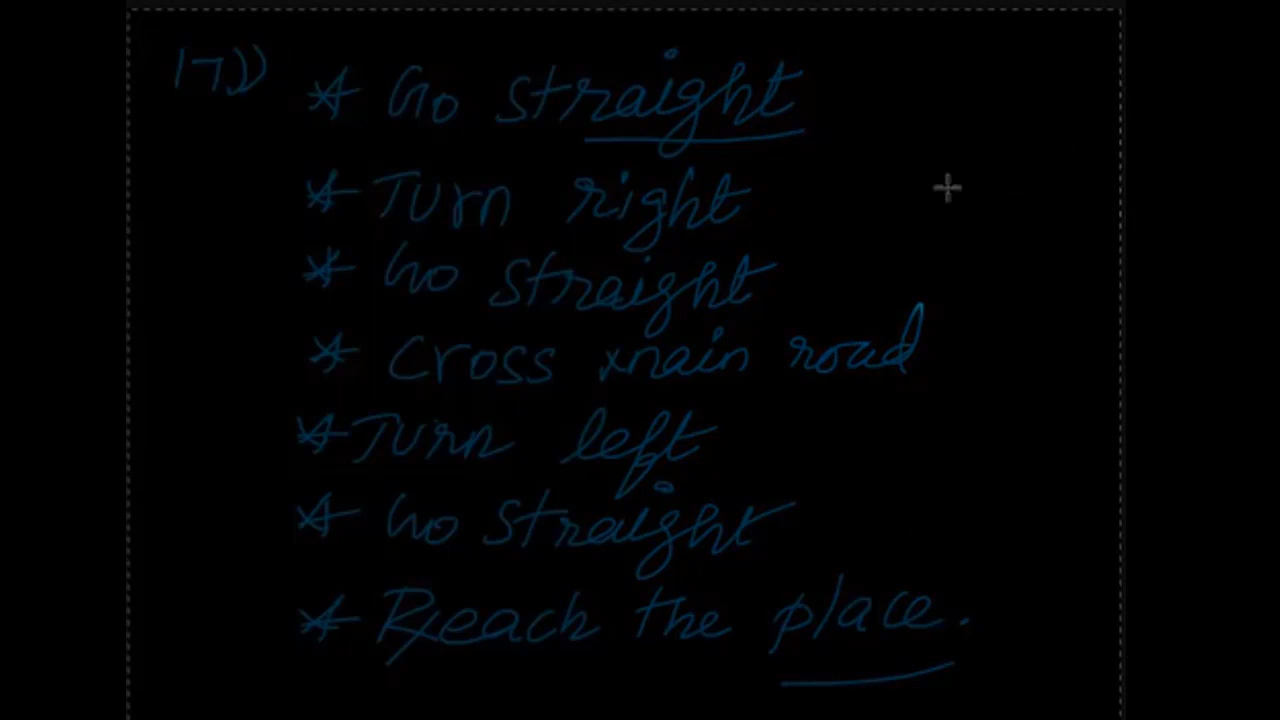 17))
* Go straight
* Turn right
* Go straight
* Cross main road
* Turn left
* Go straight
* Reach the place.